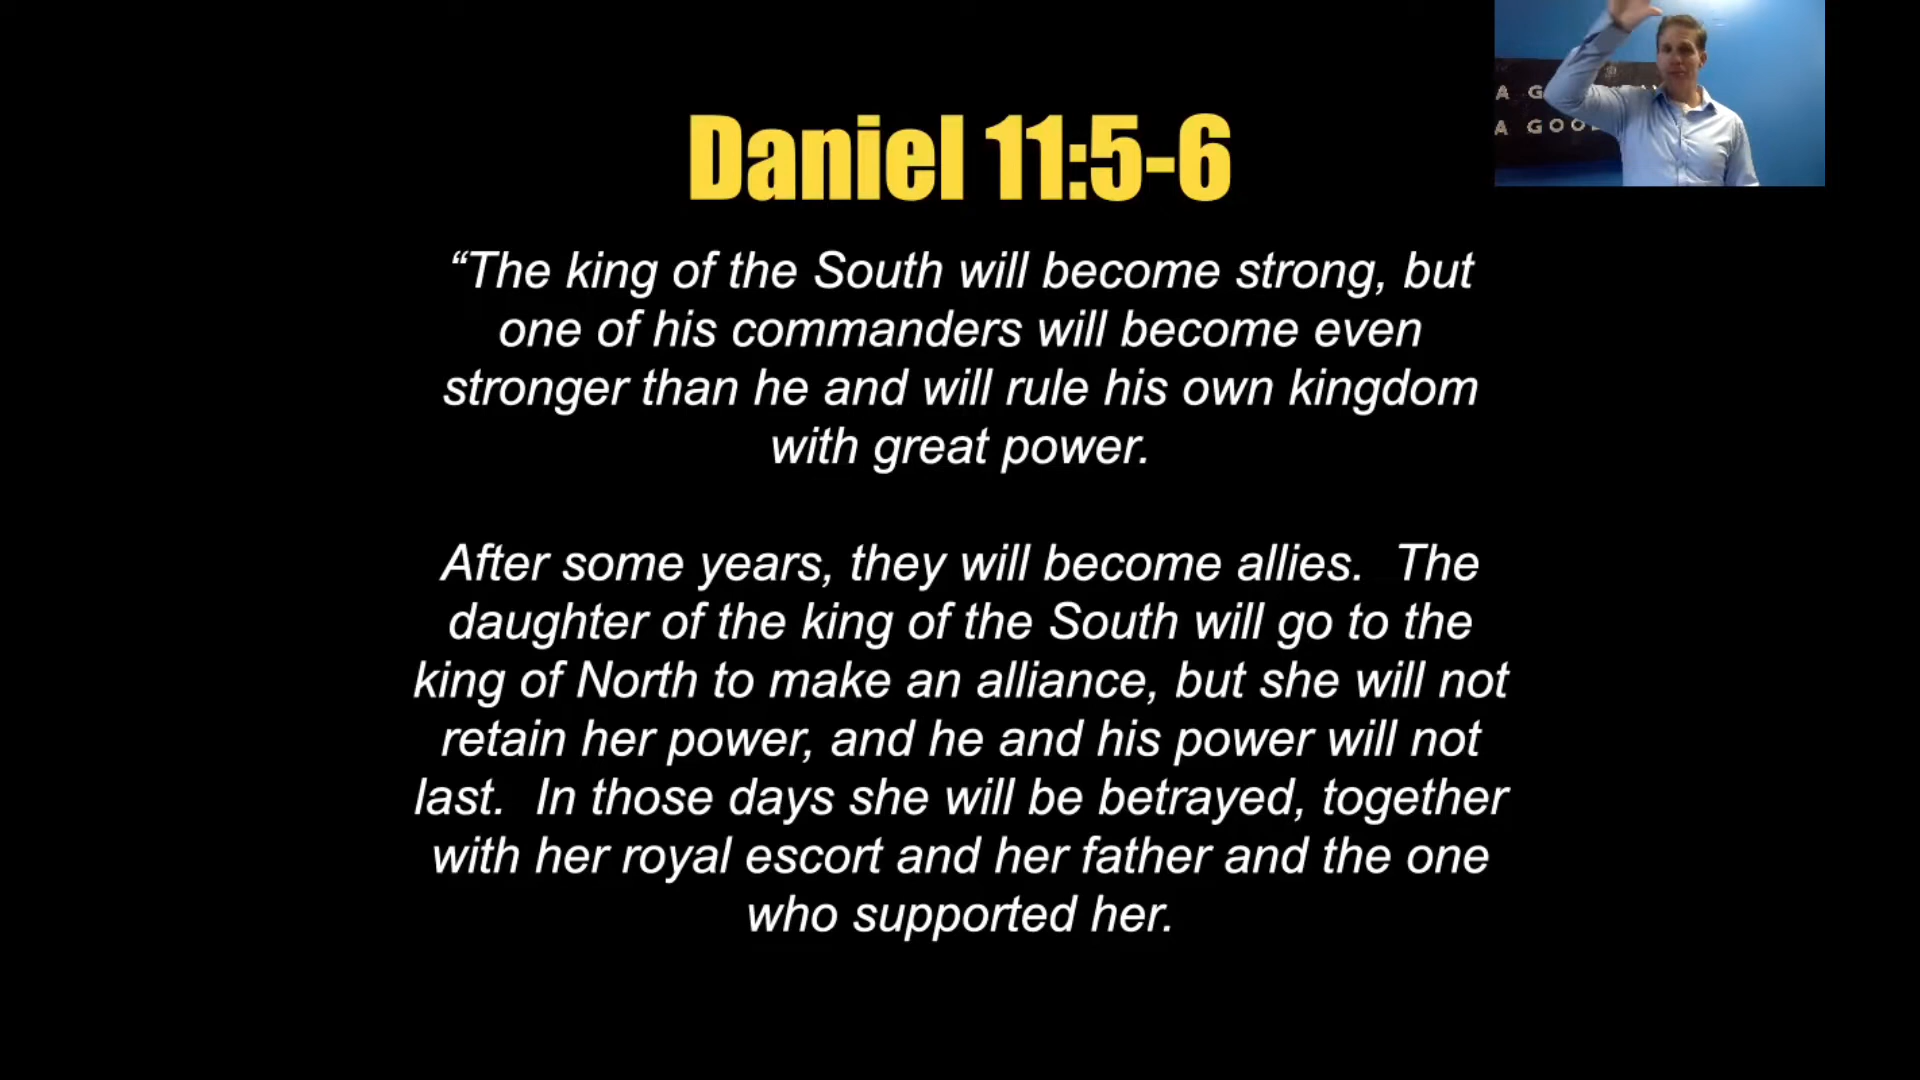 Daniel 11:5-6
“The king of the South will become strong, but
one of his commanders will become even
stronger than he and will rule his own kingdom
with great power.
After some years, they will become allies.  The
daughter of the king of the South will go to the
king of North to make an alliance, but she will not
retain her power, and he and his power will not
last.  In those days she will be betrayed, together
with her royal escort and her father and the one
who supported her.
A
A